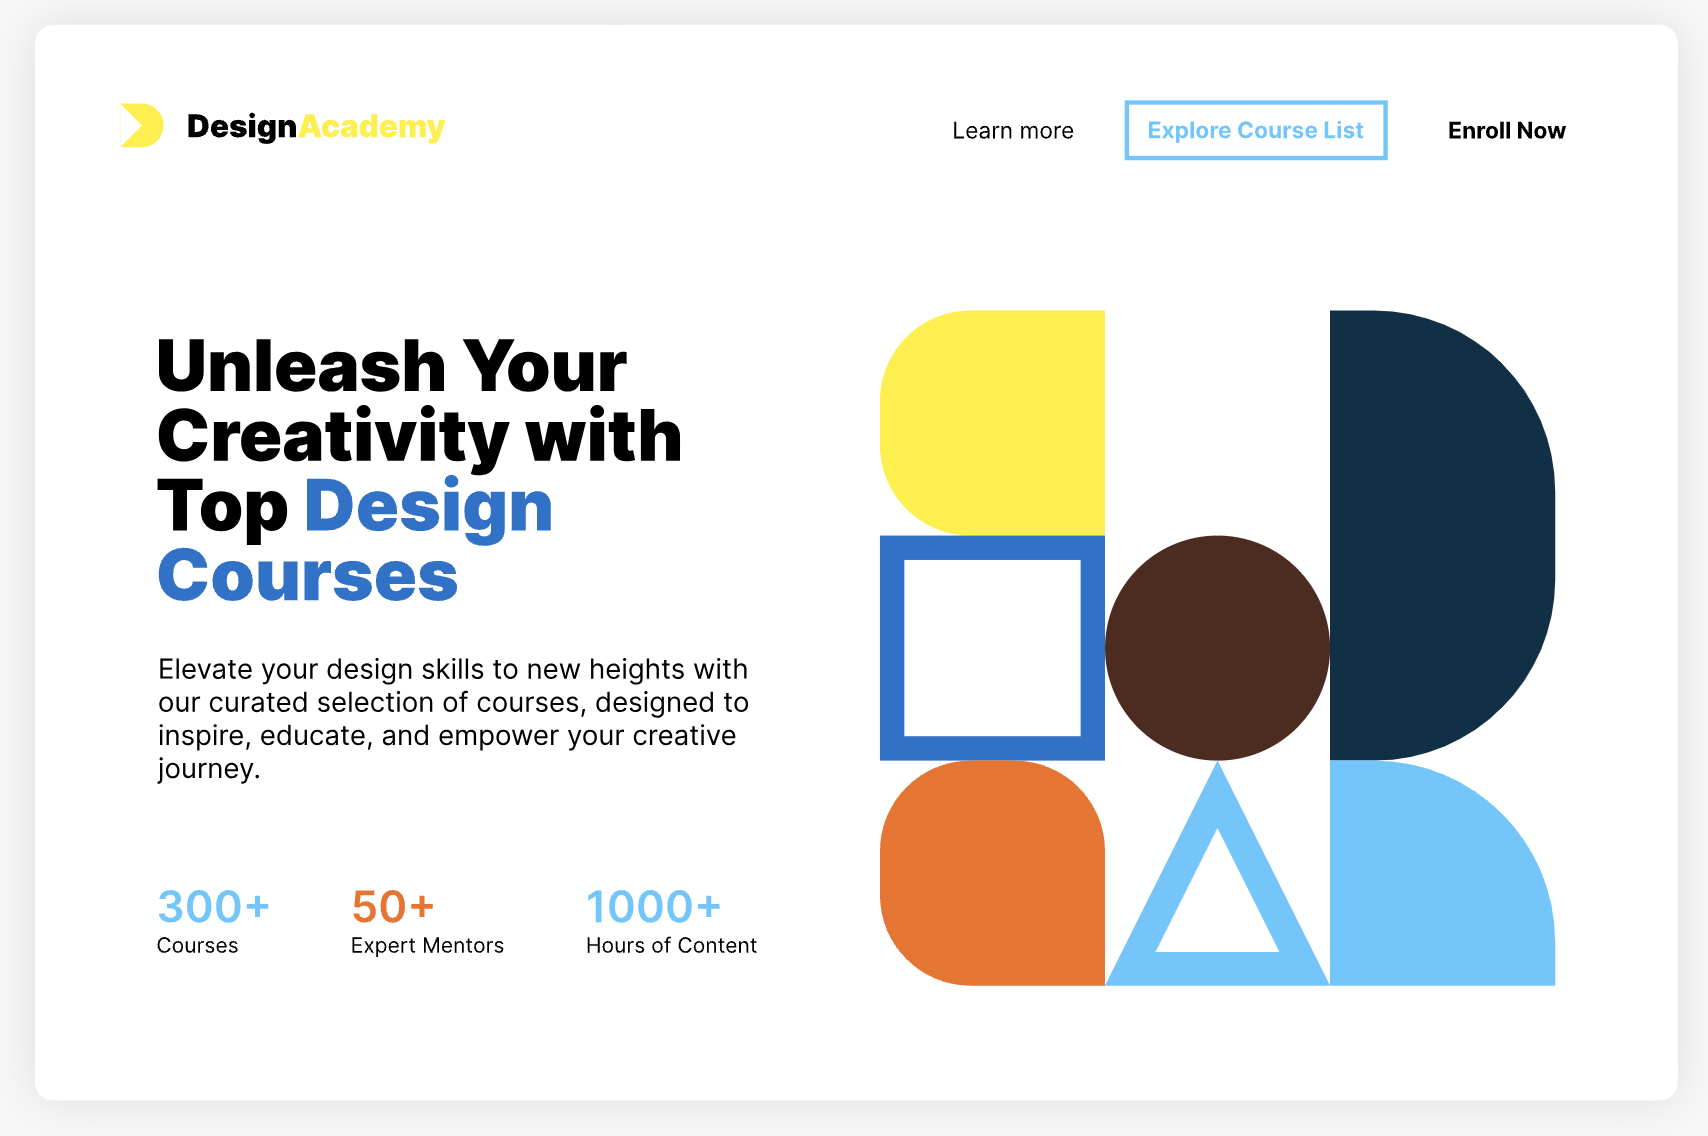 DesignAcademy
Learn more
Explore Course List
Enroll Now
Unleash Your
Creativity with
Top Design
Courses
Elevate your design skills to new heights with
our curated selection of courses, designed to
inspire, educate, and empower your creative
journey.
300+
Courses
50+
Expert Mentors
1000+
Hours of Content